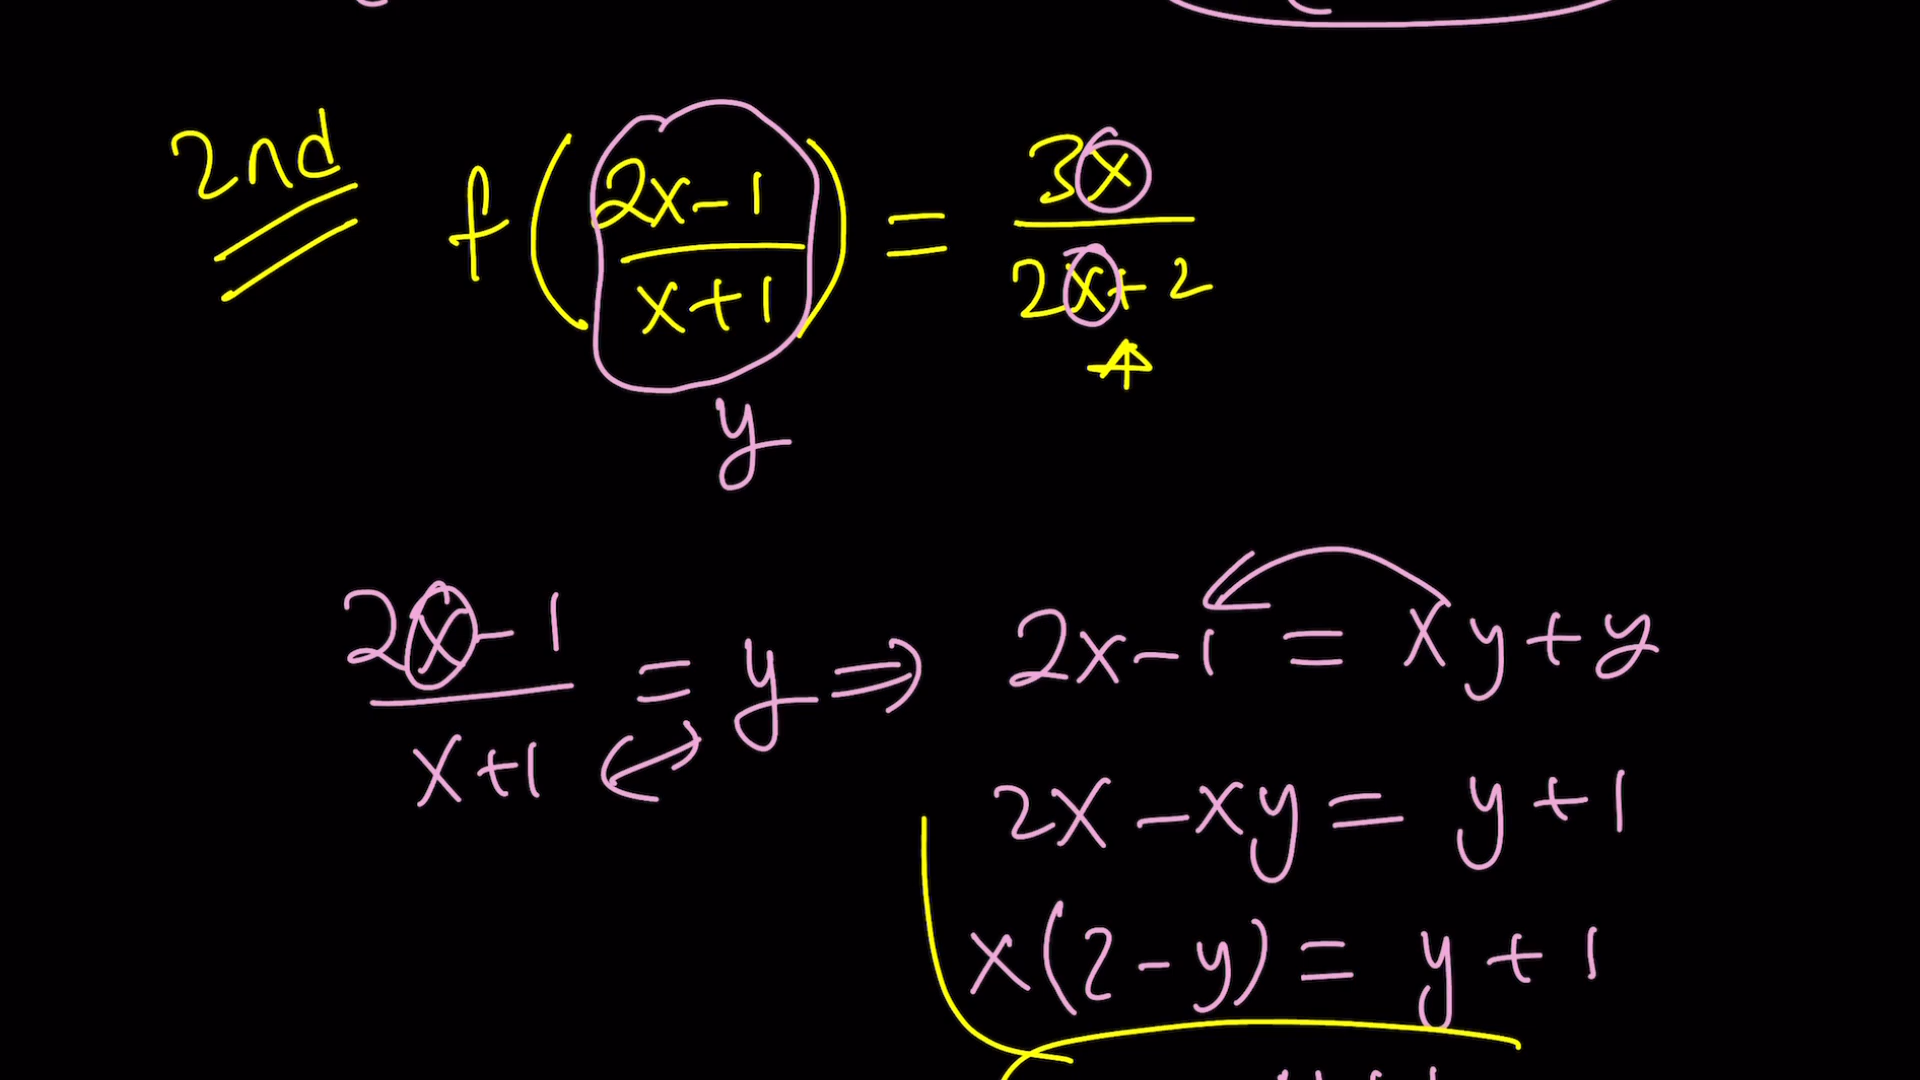 2nd f((2x-1)/(x+1)) = 3x/(2x+2)
y
(2x-1)/(x+1) = y ⇒ 2x-1 = xy+y
2x-xy = y+1
x(2-y) = y+1